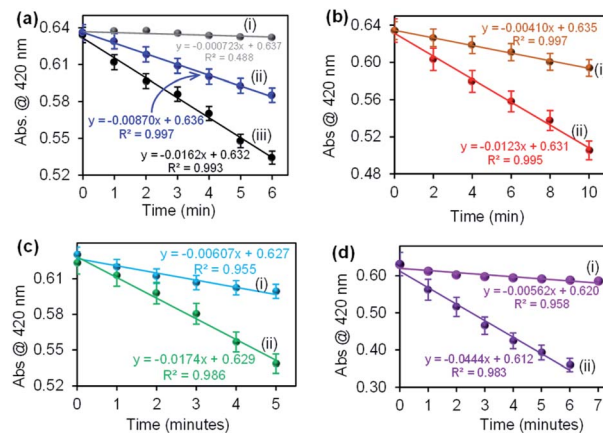 (a)
Abs. @ 420 nm
0.64
0.61
0.58
0.55
0.52
(i)
y = -0.000723x + 0.637
R² = 0.488
(ii)
y = -0.00870x + 0.636
R² = 0.997
(iii)
y = -0.0162x + 0.632
R² = 0.993
0 1 2 3 4 5 6
Time (min)
(b)
Abs @ 420 nm
0.64
0.60
0.56
0.52
0.48
y = -0.00410x + 0.635
R² = 0.997
(i)
(ii)
y = -0.0123x + 0.631
R² = 0.995
0 2 4 6 8 10
Time (min)
(c)
Abs @ 420 nm
0.61
0.58
0.55
0.52
y = -0.00607x + 0.627
R² = 0.955
(i)
(ii)
y = -0.0174x + 0.629
R² = 0.986
0 1 2 3 4 5
Time (minutes)
(d)
Abs @ 420 nm
0.60
0.50
0.40
0.30
(i)
y = -0.00562x + 0.620
R² = 0.958
y = -0.0444x + 0.612
R² = 0.983
(ii)
0 1 2 3 4 5 6 7
Time (minutes)